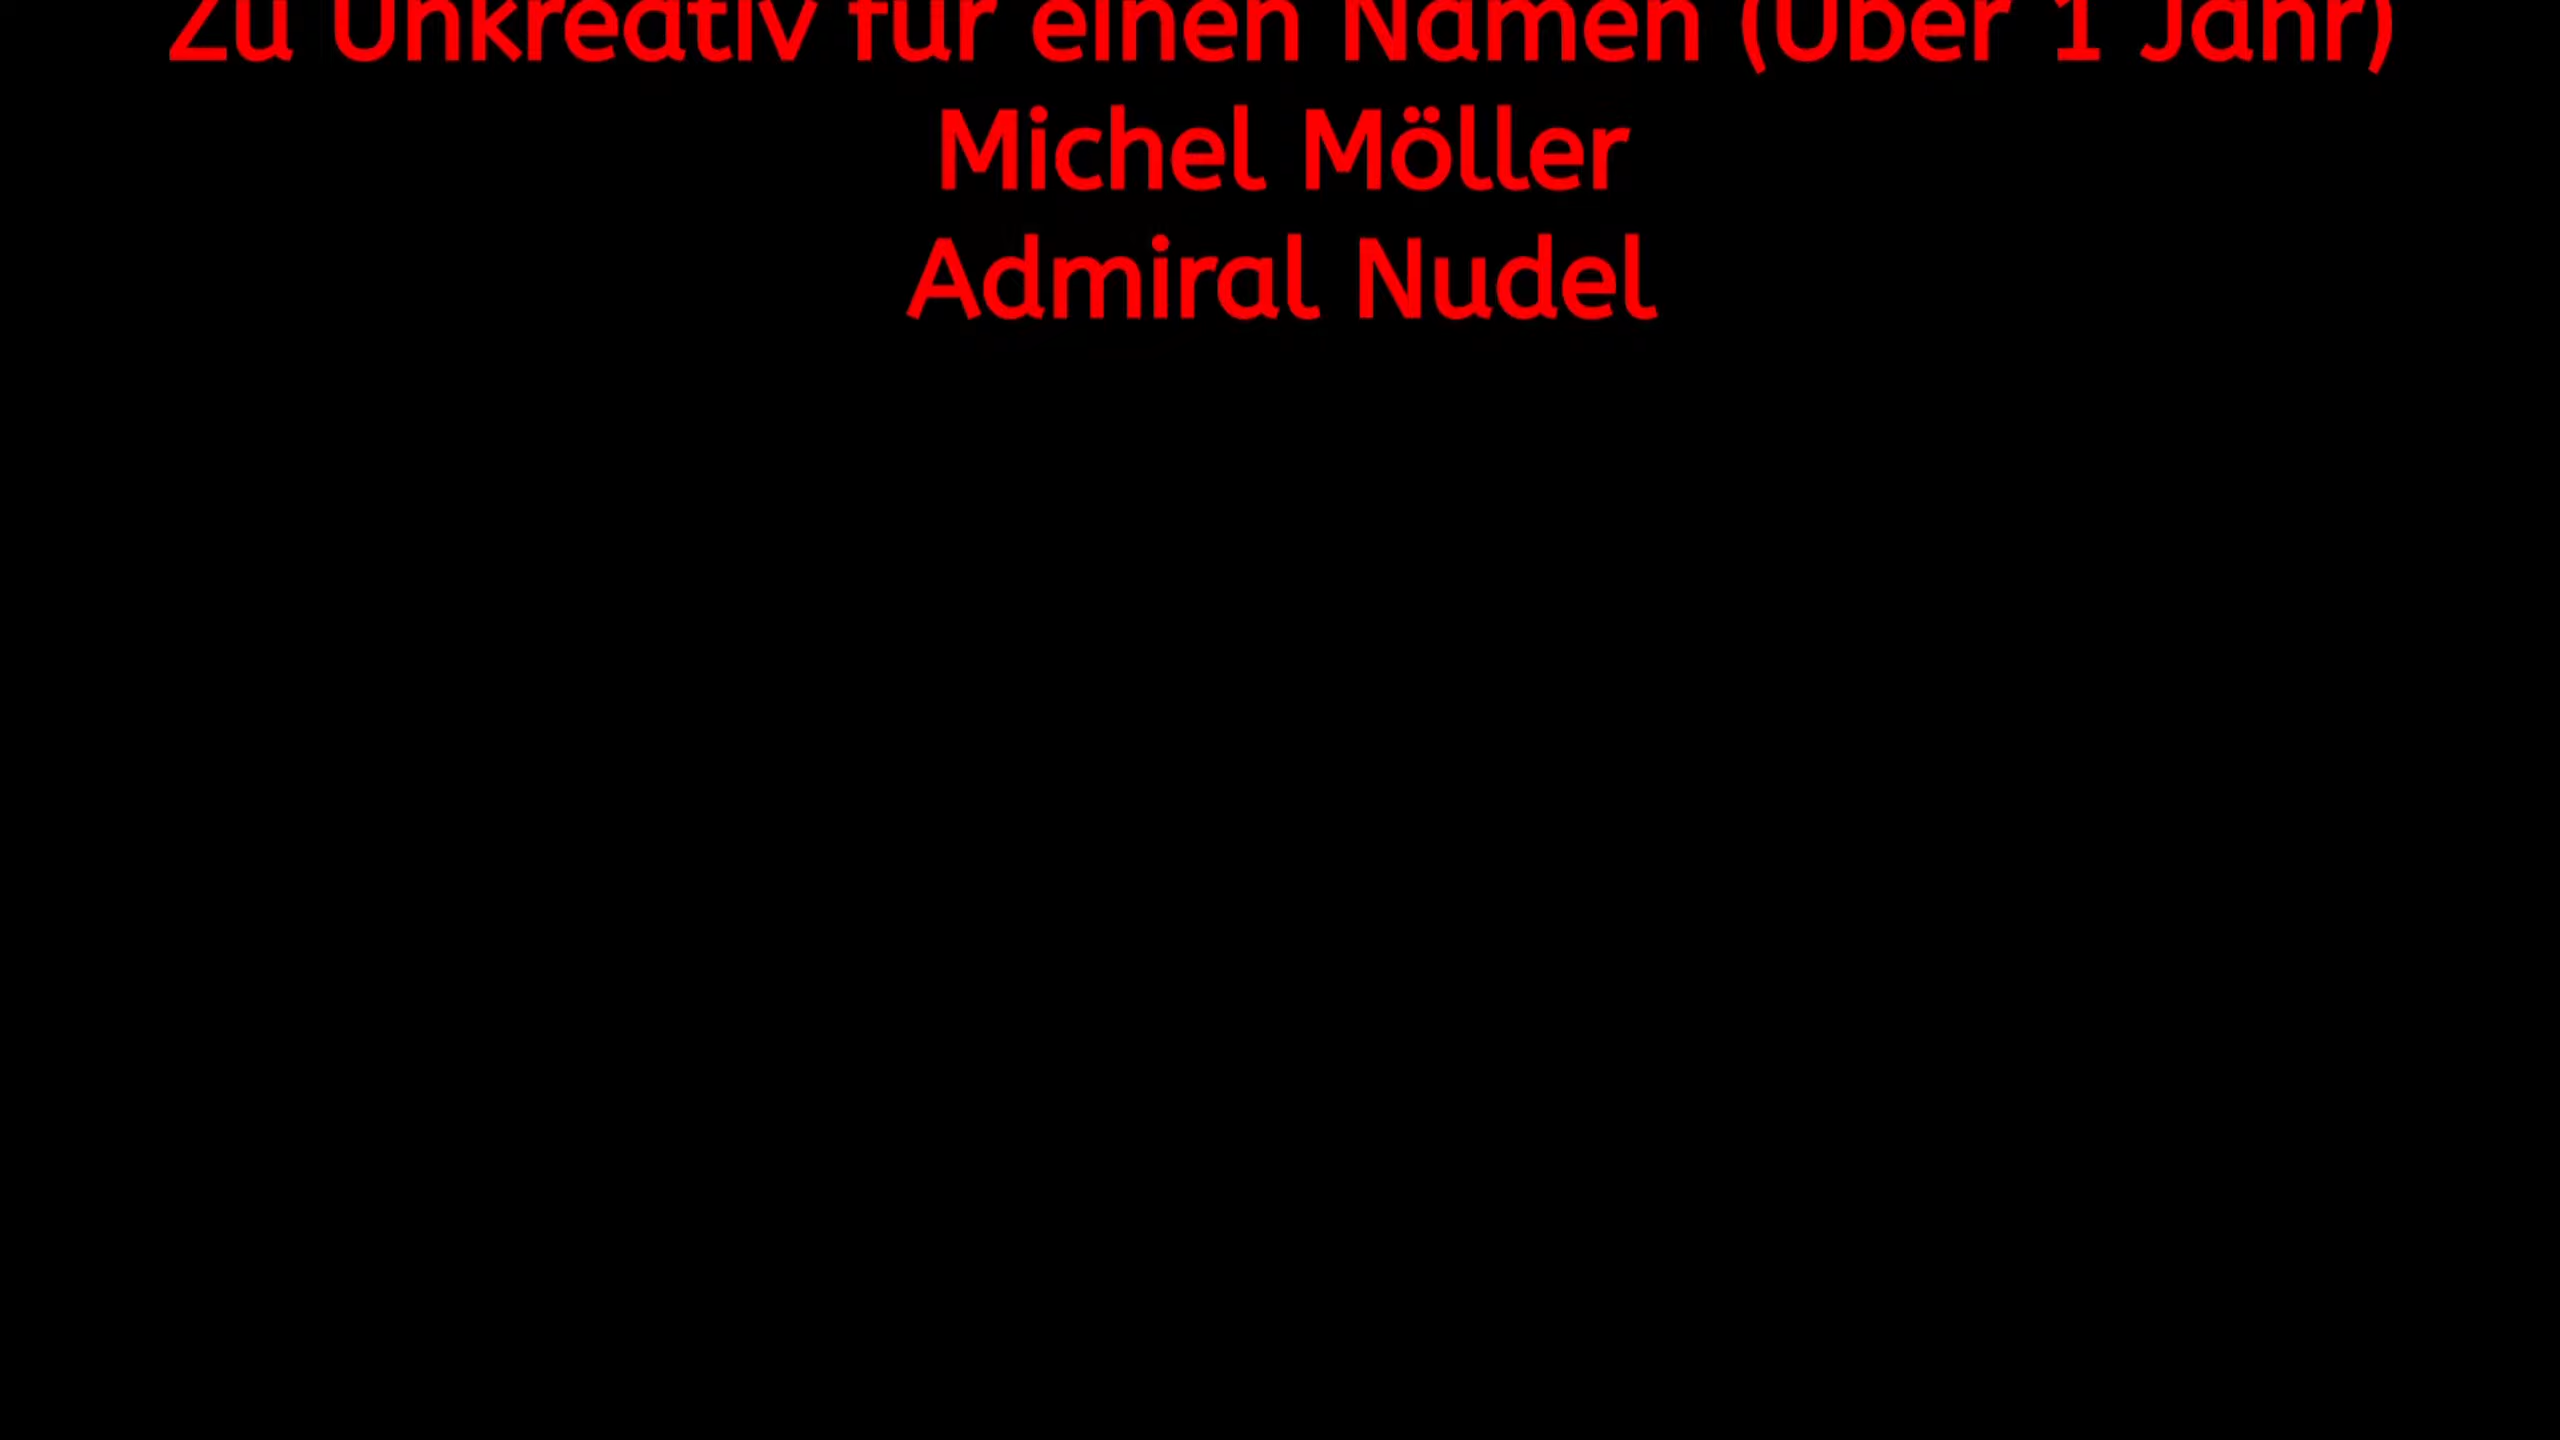 Zu Unkreativ für einen Namen (Über 1 Jahr)
Michel Möller
Admiral Nudel